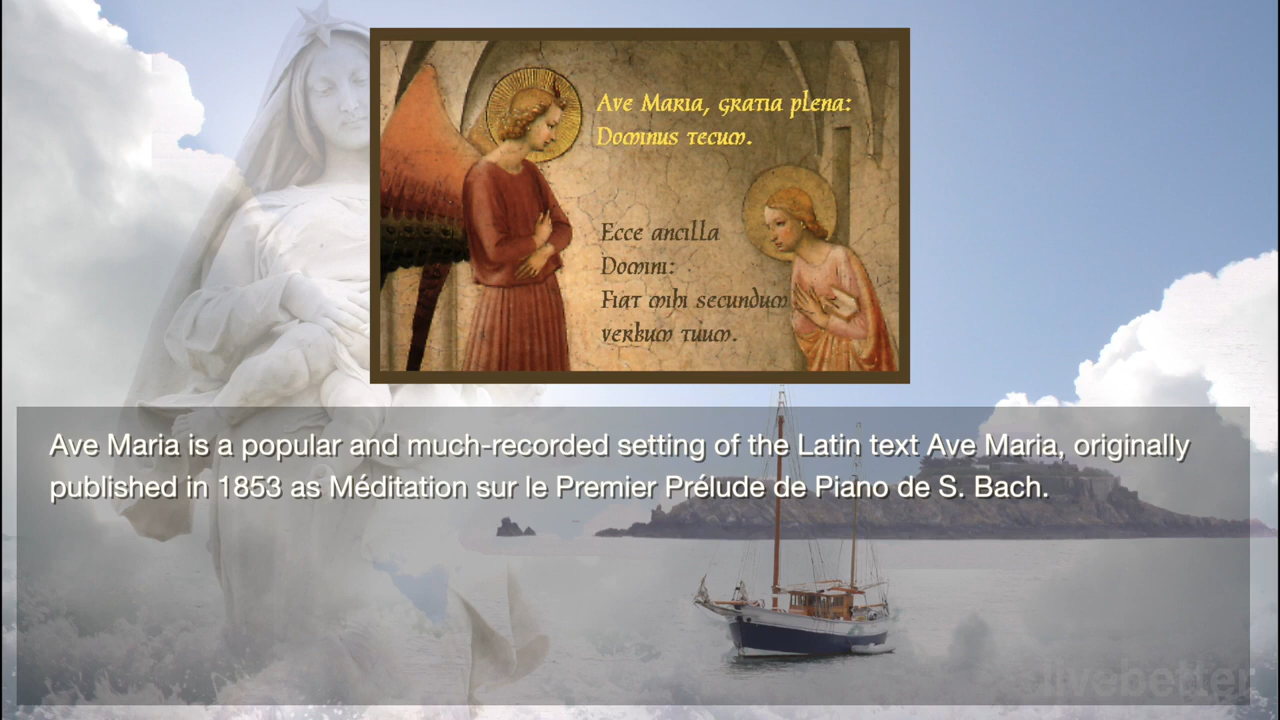 Ave Maria, gratia plena:
Dominus tecum.
Ecce ancilla
Domini:
Fiat mihi secundum
verbum tuum.
Ave Maria is a popular and much-recorded setting of the Latin text Ave Maria, originally
published in 1853 as Méditation sur le Premier Prélude de Piano de S. Bach.
livebetter